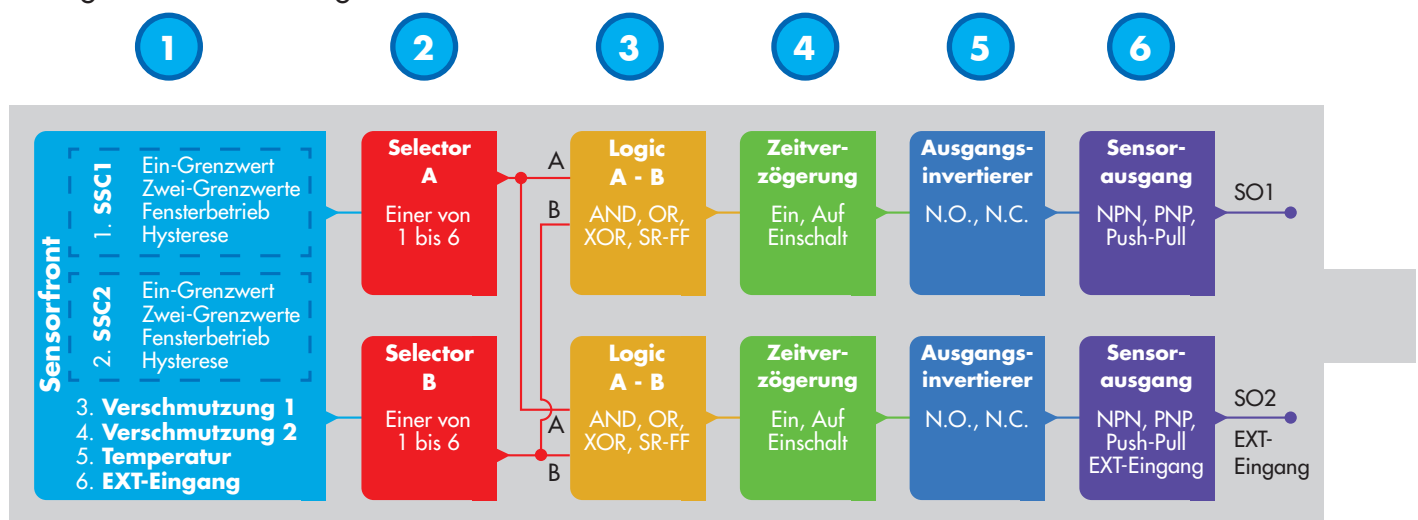 1
2
3
4
5
6
Sensorfront
1. SSC1
Ein-Grenzwert
Zwei-Grenzwerte
Fensterbetrieb
Hysterese
2. SSC2
Ein-Grenzwert
Zwei-Grenzwerte
Fensterbetrieb
Hysterese
3. Verschmutzung 1
4. Verschmutzung 2
5. Temperatur
6. EXT-Eingang
Selector
A
Einer von
1 bis 6
A
B
Logic
A - B
AND, OR,
XOR, SR-FF
Zeitver-
zögerung
Ein, Auf
Einschalt
Ausgangs-
invertierer
N.O., N.C.
Sensor-
ausgang
NPN, PNP,
Push-Pull
SO1
Selector
B
Einer von
1 bis 6
A
B
Logic
A - B
AND, OR,
XOR, SR-FF
Zeitver-
zögerung
Ein, Auf
Einschalt
Ausgangs-
invertierer
N.O., N.C.
Sensor-
ausgang
NPN, PNP,
Push-Pull
EXT-Eingang
SO2
EXT-
Eingang